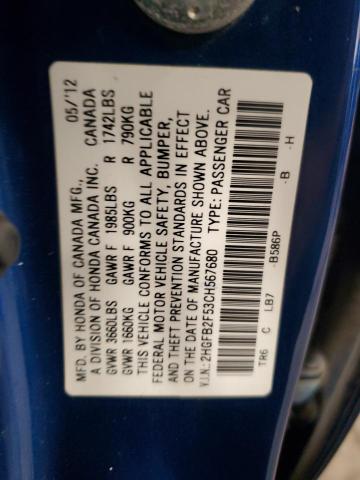 MFD. BY HONDA OF CANADA MFG., 05/'12
A DIVISION OF HONDA CANADA INC. CANADA
GVWR 3660LBS GAWR F 1985LBS R 1742LBS
GVWR 1660KG GAWR F 900KG R 790KG
THIS VEHICLE CONFORMS TO ALL APPLICABLE
FEDERAL MOTOR VEHICLE SAFETY, BUMPER,
AND THEFT PREVENTION STANDARDS IN EFFECT
ON THE DATE OF MANUFACTURE SHOWN ABOVE.
V.I.N.: 2HGFB2F53CH567680 TYPE: PASSENGER CAR
TR6 C LB7 -B586P -B -H